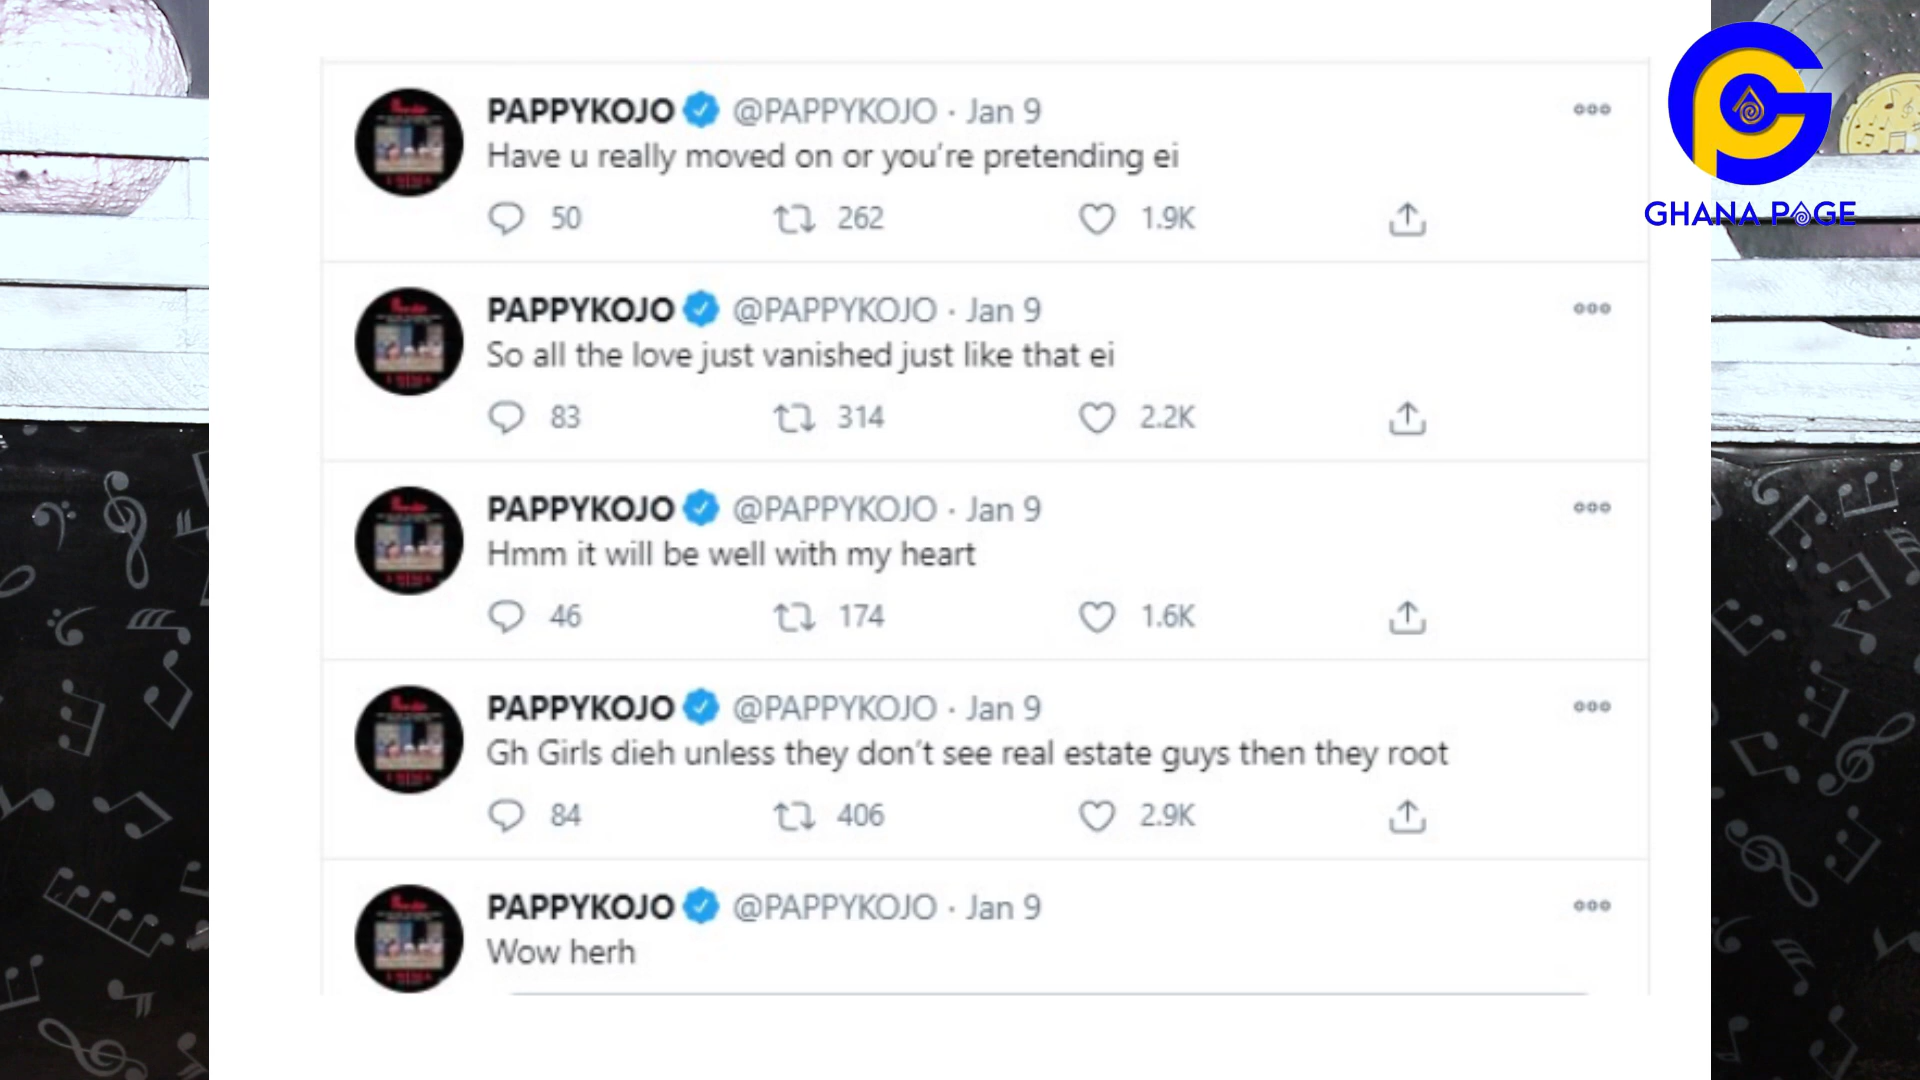 PAPPYKOJO @PAPPYKOJO · Jan 9
Have u really moved on or you're pretending ei
50 262 1.9K
PAPPYKOJO @PAPPYKOJO · Jan 9
So all the love just vanished just like that ei
83 314 2.2K
PAPPYKOJO @PAPPYKOJO · Jan 9
Hmm it will be well with my heart
46 174 1.6K
PAPPYKOJO @PAPPYKOJO · Jan 9
Gh Girls dieh unless they don't see real estate guys then they root
84 406 2.9K
PAPPYKOJO @PAPPYKOJO · Jan 9
Wow herh
GHANA PAGE